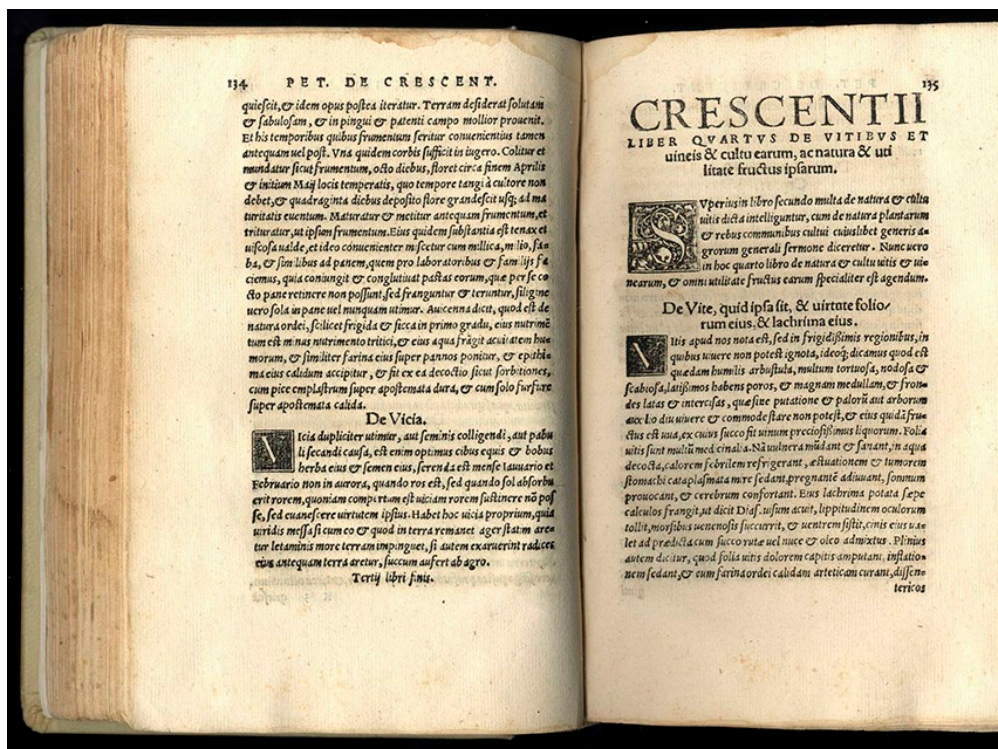 134 PET. DE CRESCENT.
quiescit, & idem opus postea iteratur. Terram desiderat solutam
& sabulosam, & in pingui & patenti campo mollior prouenit.
Et his temporibus quibus frumentum seritur conuenientius tamen
antequam uel post. Vna quidem corbis sufficit in iugero. Colitur et
mundatur sicut frumentum, octo diebus, floret circa finem Aprilis
& initium Maij locis temperatis, quo tempore tangi à cultore non
debet, & quadraginta diebus deposito flore grandescit usq; ad ma
turitatis euentum. Maturatur & metitur antequam frumentum, et
trituratur, ut ipsum frumentum. Eius quidem substantia est tenax et
uiscosa ualde, et ideo conuenienter miscetur cum millica, milio, fa-
ba, & similibus ad panem, quem pro laboratoribus & familijs fa
ciemus, quia coniungit & conglutiuat pastas eorum, quæ per se co
cto pane retinere non possunt, sed franguntur & teruntur, siligine
uero sola in pane uel nunquam utimur. Auicenna dicit, quod est de
natura ordei, scilicet frigida & sicca in primo gradu, eius nutrimē
tum est minus nutrimento tritici, et eius aqua frāgit acuitatem hu
morum, & similiter farina eius super pannos ponitur, & epithi-
ma eius calidum accipitur, & fit ex ea decoctio sicut sorbitiones,
cum pice emplastrum super apostemata dura, & cum solo furfure
super apostemata calida.
De Vicia.
VIcia dupliciter utimur, aut seminis colligendi, aut pabu
li secandi causa, est enim optimus cibus equis & bobus
herba eius & semen eius, serenda est mense Ianuario et
Februario non in aurora, quando ros est, sed quando sol absorbu
erit rorem, quoniam compertum est uiciam rorem sustinere nō pos
se, sed euanescere uirtutem ipsius. Habet hoc uicia proprium, quia
uiridis messa si cum eo & quod in terra remanet ager statim are-
tur letaminis more terram impinguet, si autem exaruerint radices
eius antequam terra aretur, succum aufert ab agro.
Tertij libri finis.
135
CRESCENTII
LIBER QVARTVS DE VITIBVS ET
uineis & cultu earum, ac natura & uti
litate fructus ipsarum.
SVperius in libro secundo multa de natura & cultu
uitis dicta intelliguntur, cum de natura plantarum
& rebus communibus cultui cuiuslibet generis a-
grorum generali sermone diceretur. Nunc uero
in hoc quarto libro de natura & cultu uitis & ui-
nearum, & omni utilitate fructus earum specialiter est agendum.
De Vite, quid ipsa sit, & uirtute folio/
rum eius, & lachrima eius.
VItis apud nos nota est, sed in frigidissimis regionibus, in
quibus uiuere non potest ignota, ideoq; dicamus quod est
quædam humilis arbustula, multum tortuosa, nodosa &
scabiosa, latissimos habens poros, & magnam medullam, & fron-
des latas & intercisas, quæ sine putatione & palorū aut arborum
auxilio diu uiuere & commode stare non potest, & eius quidā fru-
ctus est uua, ex cuius succo fit uinum preciosissimus liquorum. Folia
uitis sunt multū medicinalia. Nā uulnera mūdant & sanant, in aqua
decocta, calorem febrilem refrigerant, æstuationem & tumorem
stomachi cataplasmata mire sedant, pregnantē adiuuant, somnum
prouocant, & cerebrum confortant. Eius lachrima potata sæpe
calculos frangit, ut dicit Dias. uisum acuit, lippitudinem oculorum
tollit, morsibus uenenosis succurrit, & uentrem sistit, cinis eius ua-
let ad prædicta cum succo rutæ uel nuce & oleo admixtus. Plinius
autem dicitur, quod folia uitis dolorem capitis amputant, inflatio-
nem sedant, & cum farina ordei calidam arteticam curant, dissen-
tericos